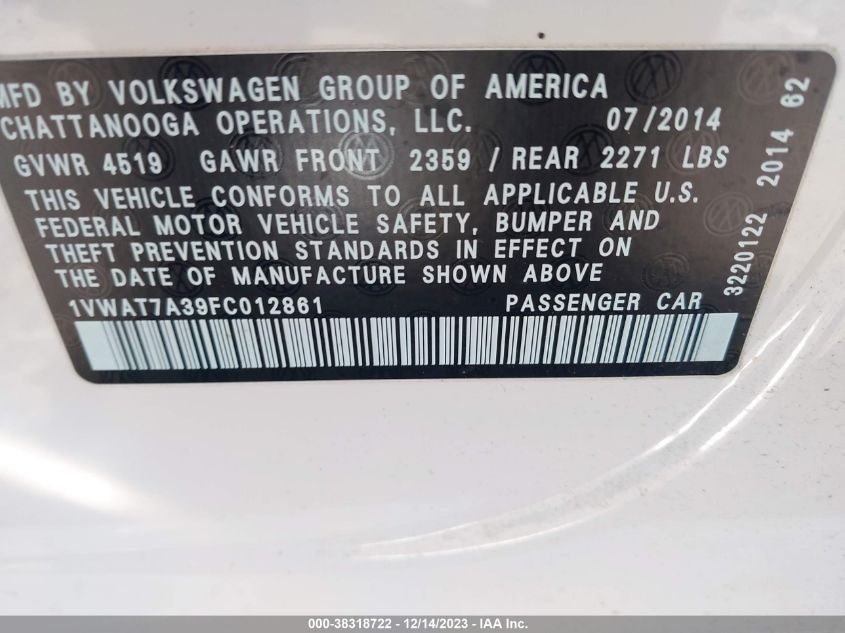 MFD BY VOLKSWAGEN GROUP OF AMERICA
CHATTANOOGA OPERATIONS, LLC. 07/2014
GVWR 4519 GAWR FRONT 2359 / REAR 2271 LBS
THIS VEHICLE CONFORMS TO ALL APPLICABLE U.S.
FEDERAL MOTOR VEHICLE SAFETY, BUMPER AND
THEFT PREVENTION STANDARDS IN EFFECT ON
THE DATE OF MANUFACTURE SHOWN ABOVE
1VWAT7A39FC012861 PASSENGER CAR
3220122 2014 82
000-38318722 - 12/14/2023 - IAA Inc.